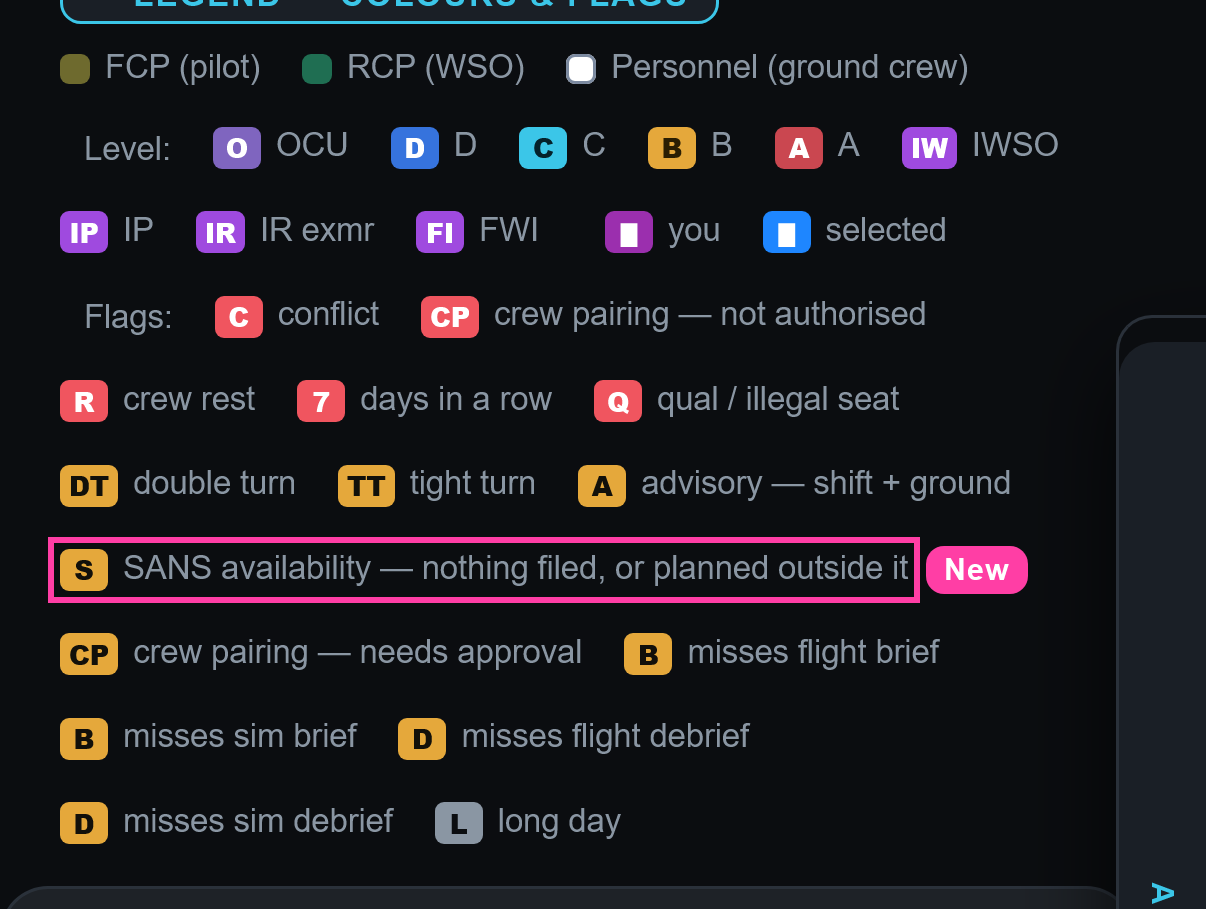 LEGEND — COLOURS & FLAGS
FCP (pilot) RCP (WSO) Personnel (ground crew)
Level: O OCU D D C C B B A A IW IWSO
IP IP IR IR exmr FI FWI you selected
Flags: C conflict CP crew pairing — not authorised
R crew rest 7 days in a row Q qual / illegal seat
DT double turn TT tight turn A advisory — shift + ground
S SANS availability — nothing filed, or planned outside it New
CP crew pairing — needs approval B misses flight brief
B misses sim brief D misses flight debrief
D misses sim debrief L long day
A